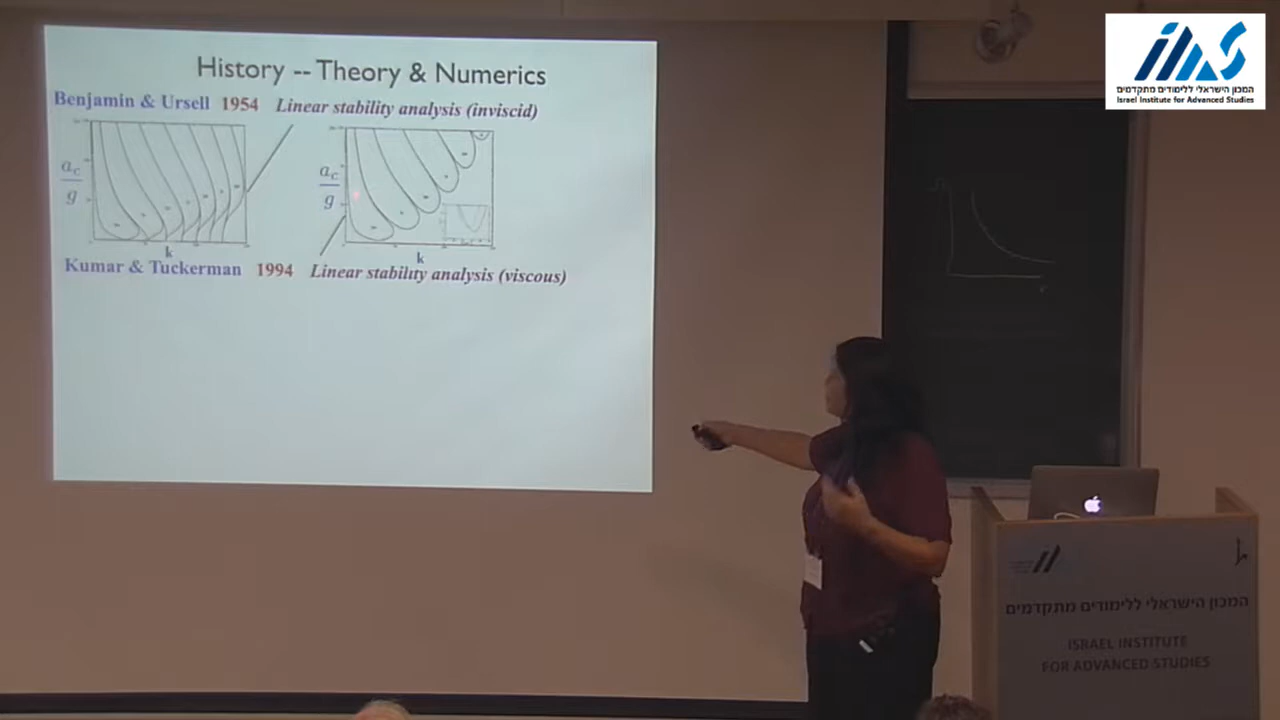 History -- Theory & Numerics
Benjamin & Ursell 1954 Linear stability analysis (inviscid)
a_c
g
k
a_c
g
k
Kumar & Tuckerman 1994 Linear stability analysis (viscous)
המכון הישראלי ללימודים מתקדמים
Israel Institute for Advanced Studies
המכון הישראלי ללימודים מתקדמים
ISRAEL INSTITUTE
FOR ADVANCED STUDIES